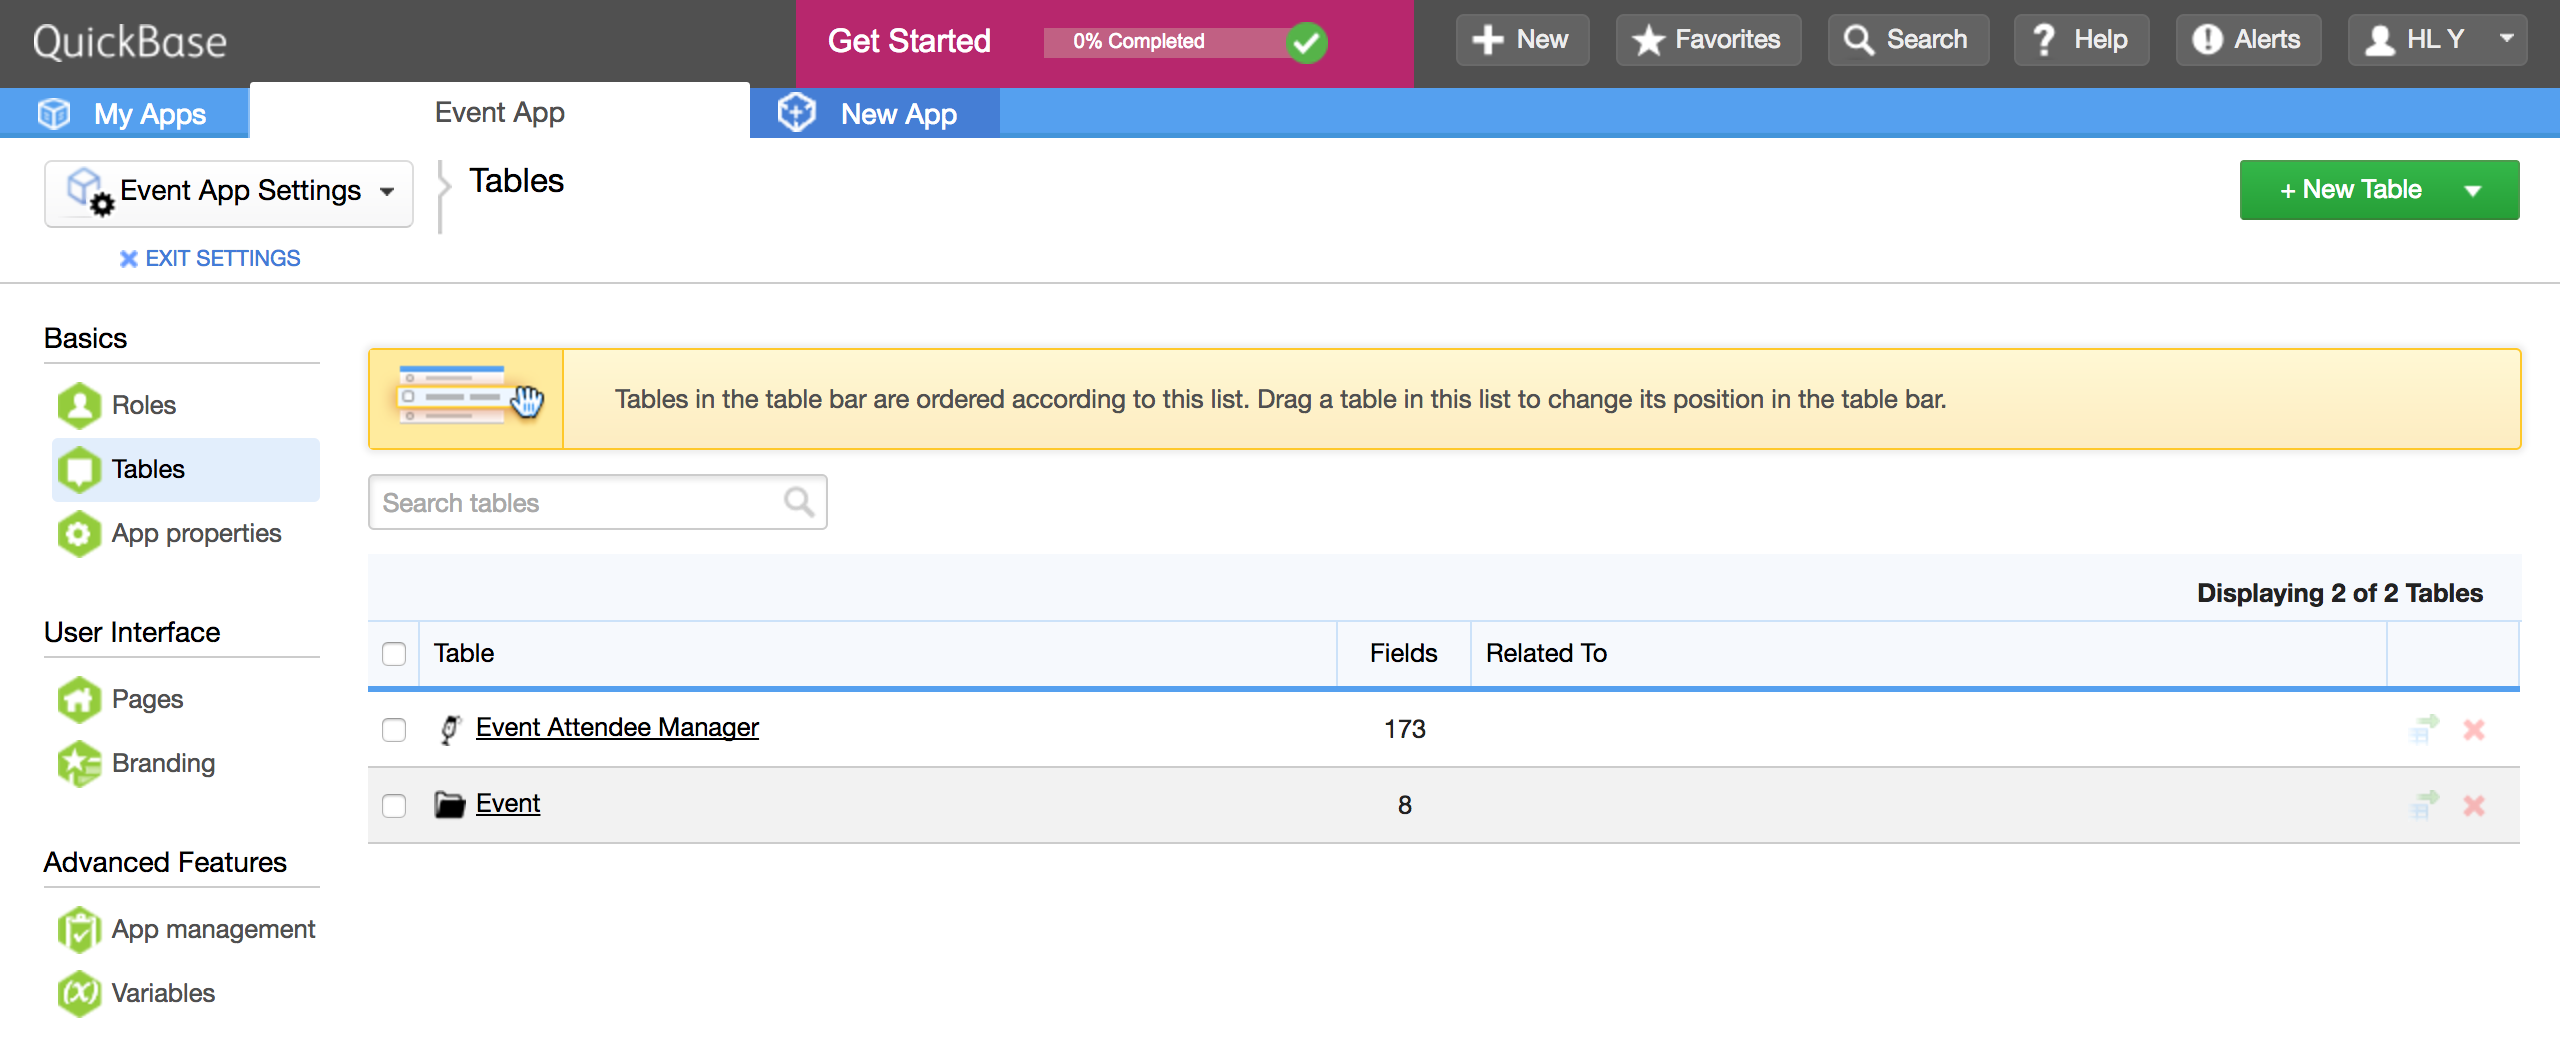 QuickBase
Get Started
0% Completed
New
Favorites
Search
Help
Alerts
HL Y
My Apps
Event App
New App
Event App Settings
Tables
+ New Table
EXIT SETTINGS
Basics
Roles
Tables
App properties
User Interface
Pages
Branding
Advanced Features
App management
Variables
Tables in the table bar are ordered according to this list. Drag a table in this list to change its position in the table bar.
Search tables
Displaying 2 of 2 Tables
Table Fields Related To
Event Attendee Manager 173
Event 8